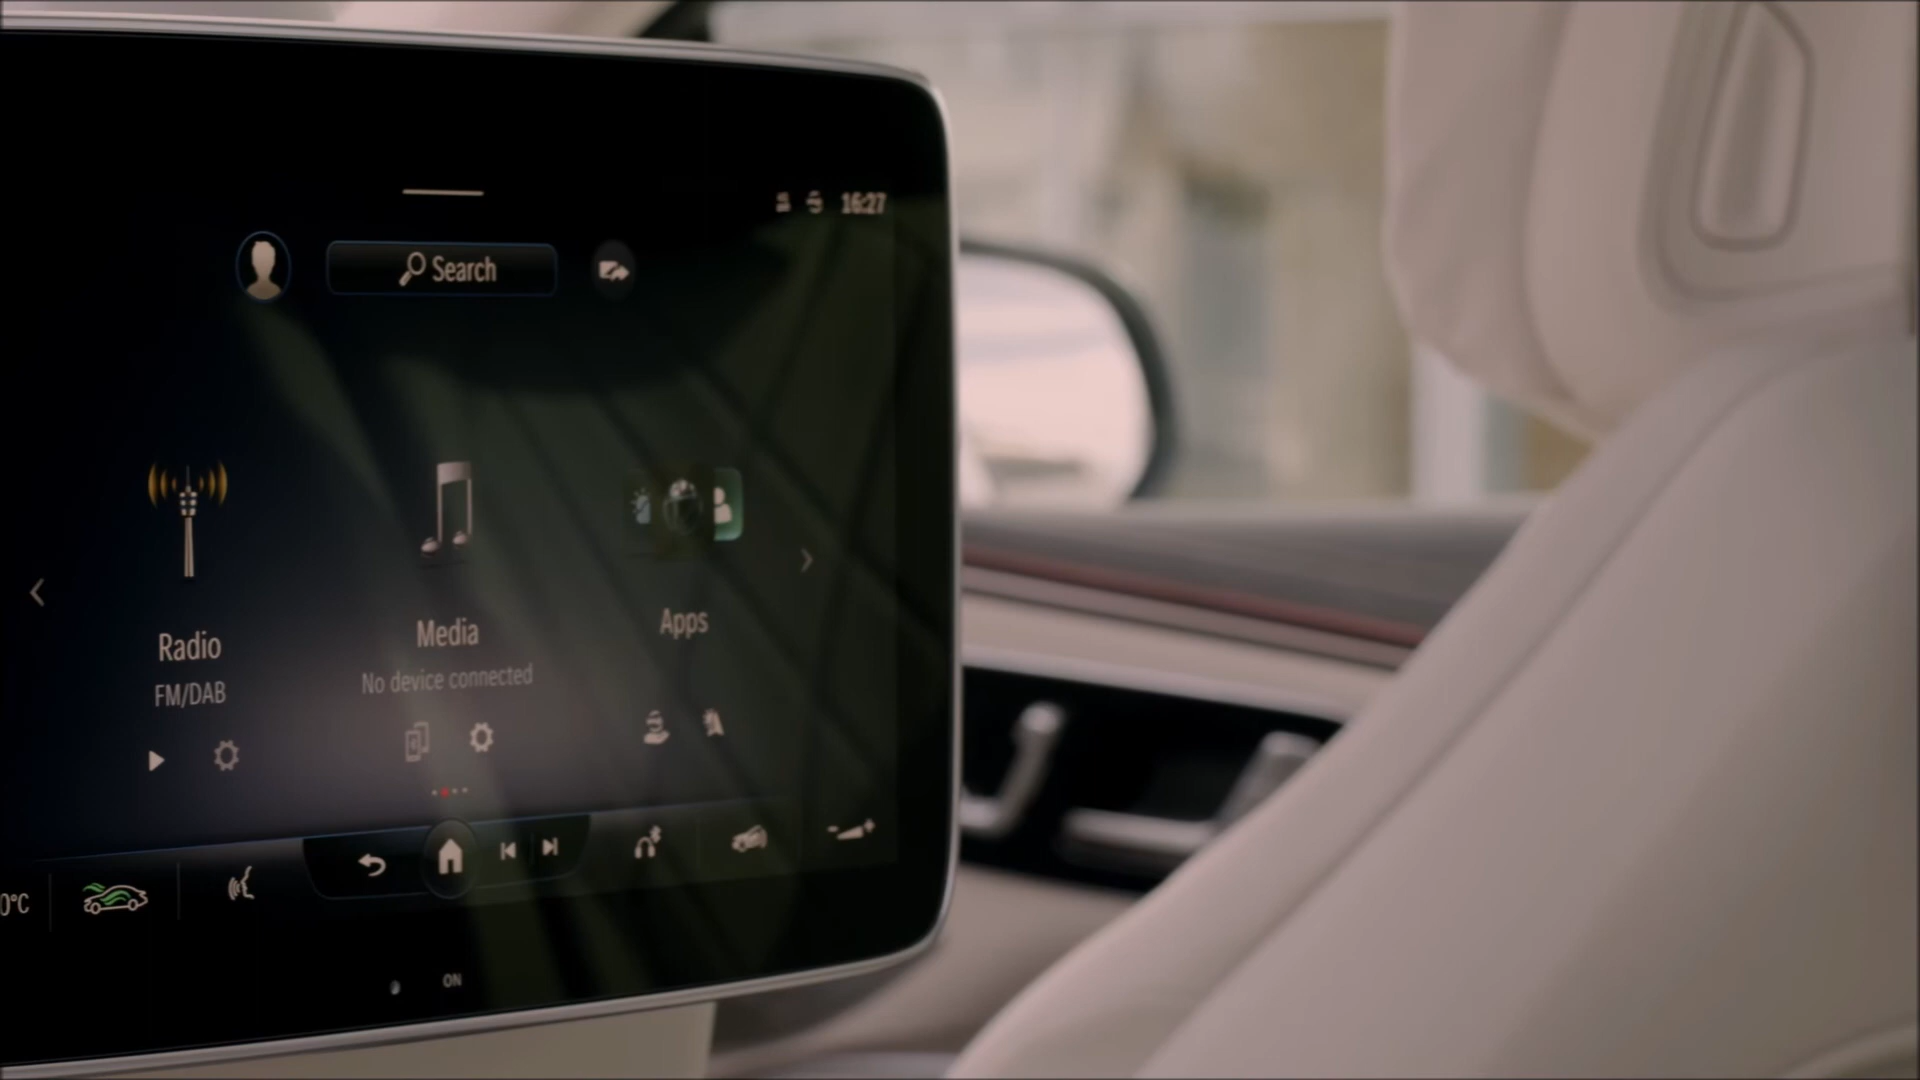 16:27
Search
Radio
Media
Apps
FM/DAB
No device connected
0°C
ON